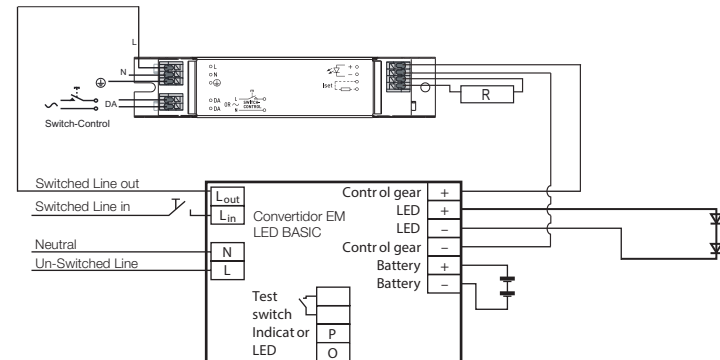 L
N
DA
Switch-Control
L
N
DA
DA
OR
L
N
SWITCH-
CONTROL
+
−
Iset
R
Switched Line out
Switched Line in
Neutral
Un-Switched Line
Lout
Lin
N
L
Convertidor EM
LED BASIC
Control gear +
LED +
LED −
Control gear −
Battery +
Battery −
Test
switch
Indicator P
LED O